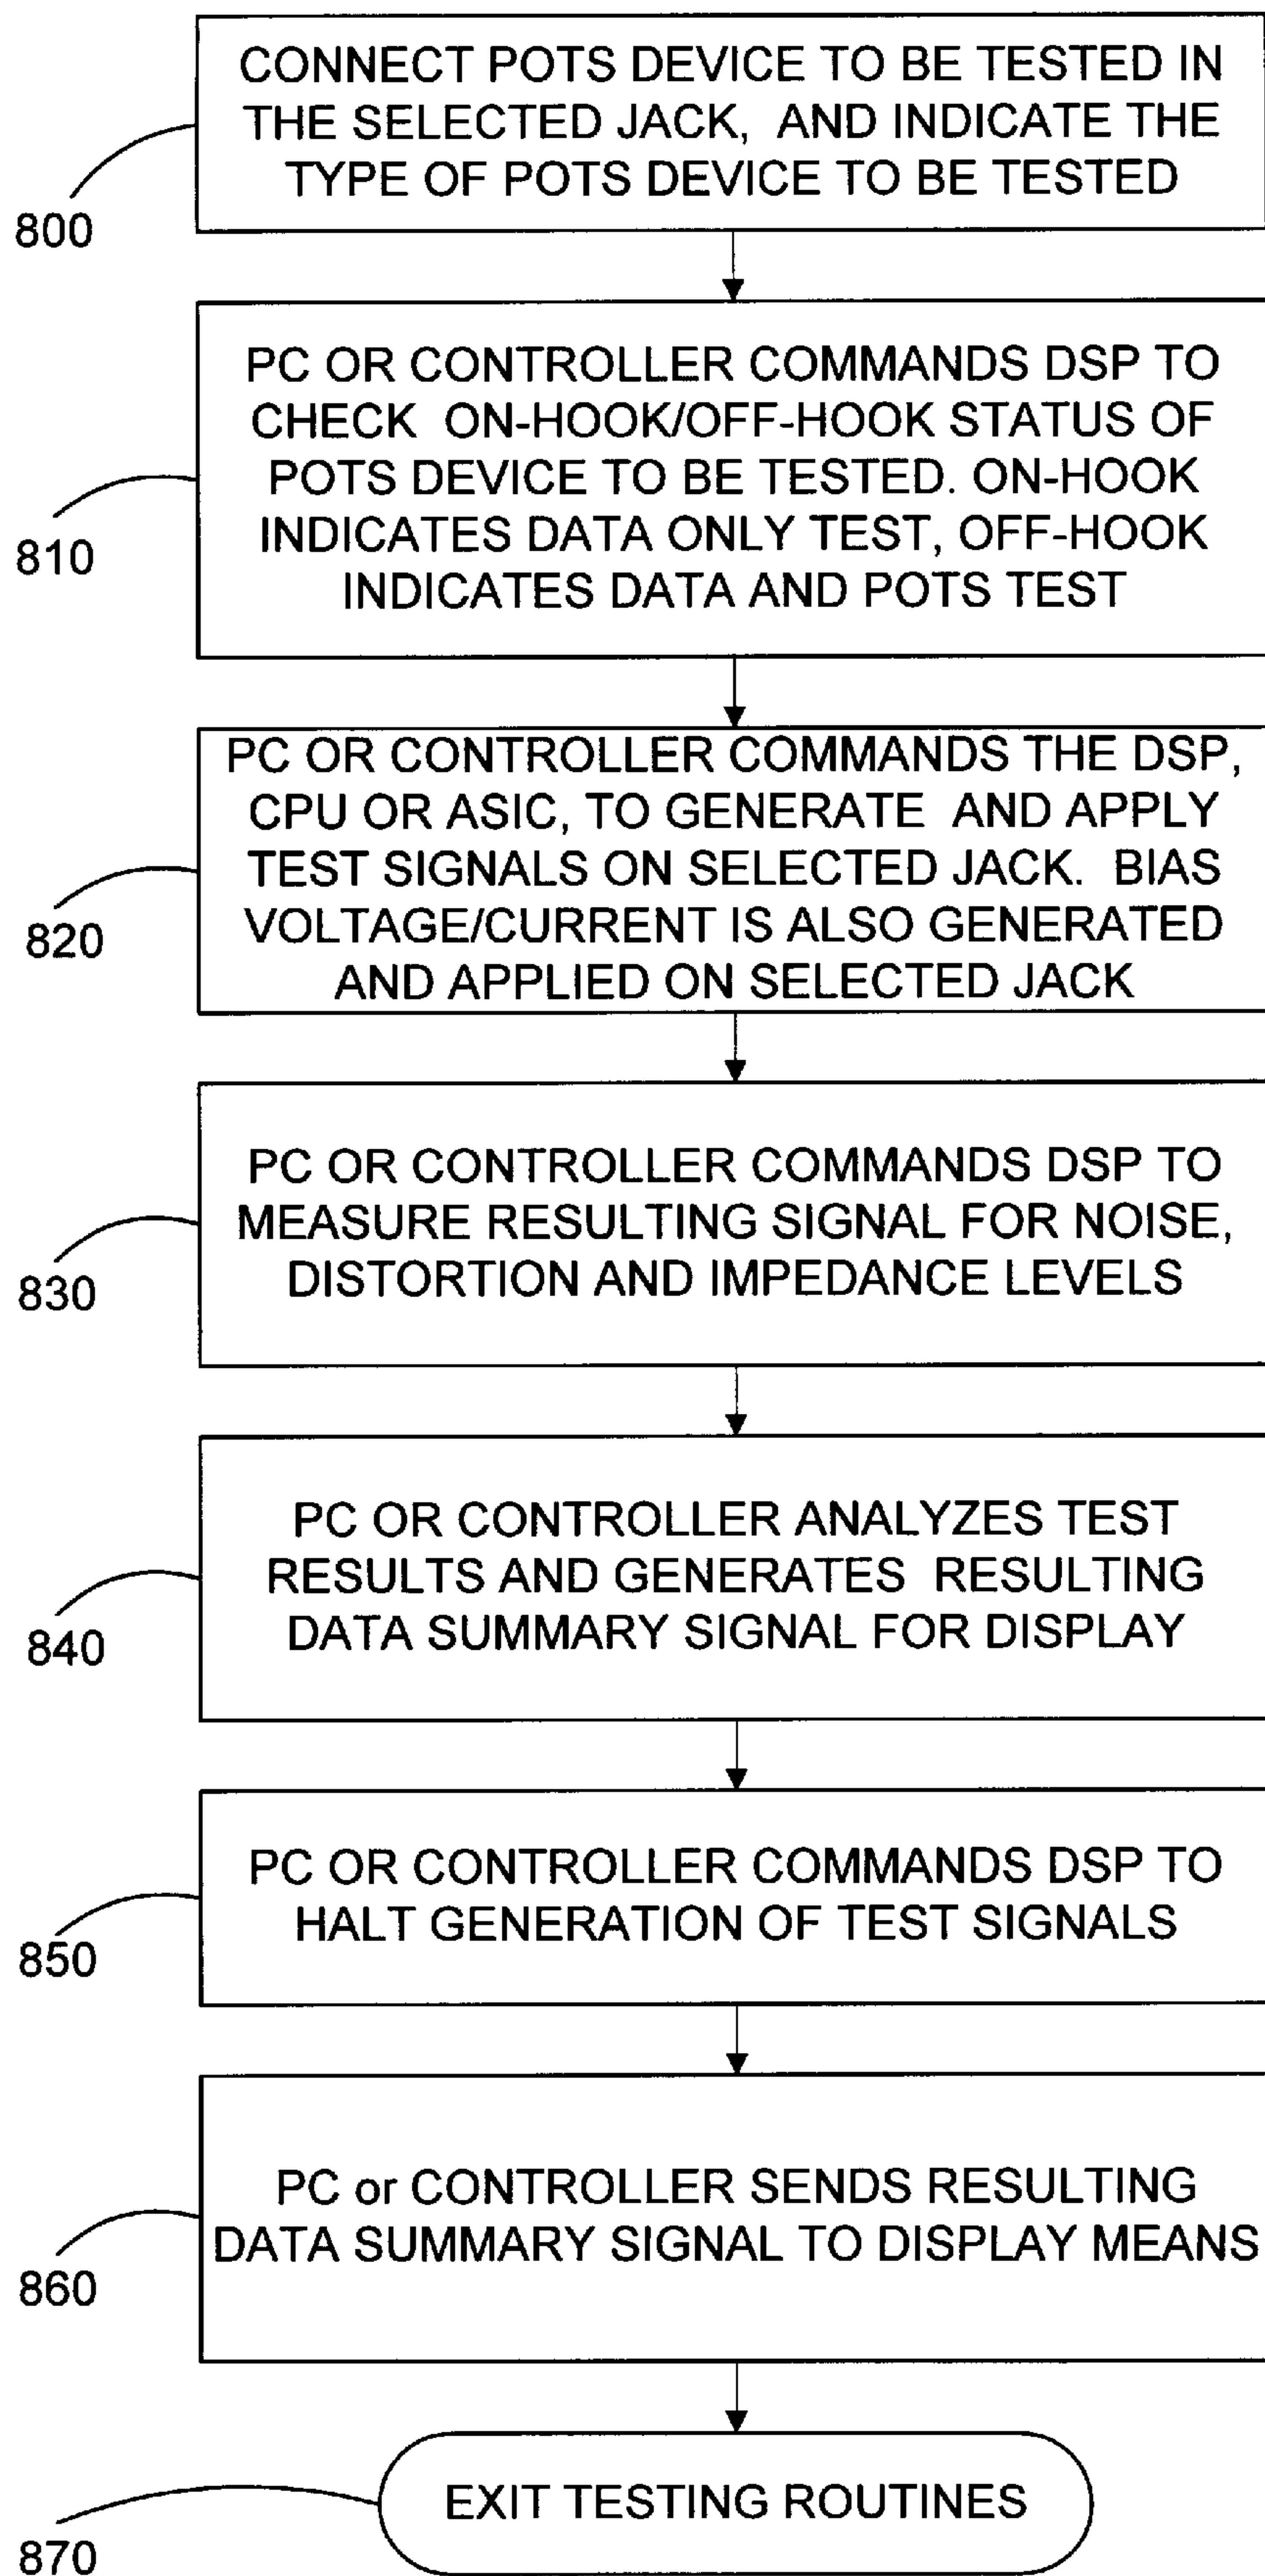 CONNECT POTS DEVICE TO BE TESTED IN
THE SELECTED JACK, AND INDICATE THE
TYPE OF POTS DEVICE TO BE TESTED
800
PC OR CONTROLLER COMMANDS DSP TO
CHECK ON-HOOK/OFF-HOOK STATUS OF
POTS DEVICE TO BE TESTED. ON-HOOK
INDICATES DATA ONLY TEST, OFF-HOOK
INDICATES DATA AND POTS TEST
810
PC OR CONTROLLER COMMANDS THE DSP,
CPU OR ASIC, TO GENERATE AND APPLY
TEST SIGNALS ON SELECTED JACK. BIAS
VOLTAGE/CURRENT IS ALSO GENERATED
AND APPLIED ON SELECTED JACK
820
PC OR CONTROLLER COMMANDS DSP TO
MEASURE RESULTING SIGNAL FOR NOISE,
DISTORTION AND IMPEDANCE LEVELS
830
PC OR CONTROLLER ANALYZES TEST
RESULTS AND GENERATES RESULTING
DATA SUMMARY SIGNAL FOR DISPLAY
840
PC OR CONTROLLER COMMANDS DSP TO
HALT GENERATION OF TEST SIGNALS
850
PC or CONTROLLER SENDS RESULTING
DATA SUMMARY SIGNAL TO DISPLAY MEANS
860
EXIT TESTING ROUTINES
870